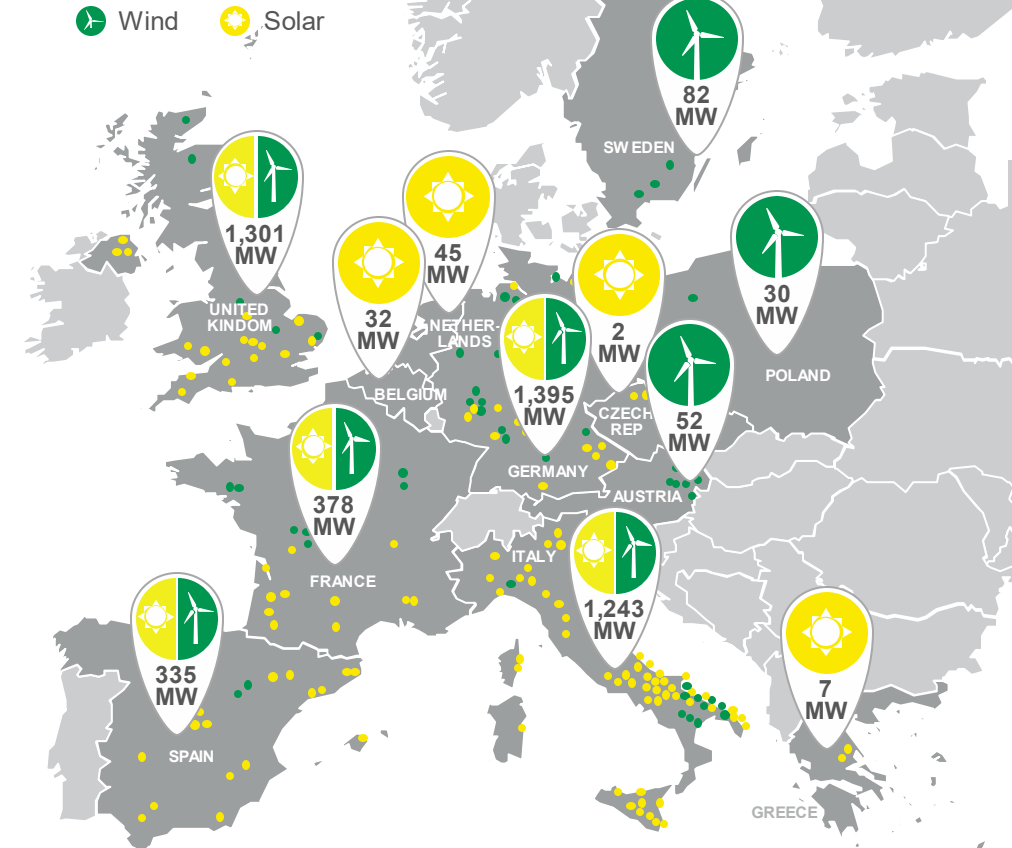 Wind
Solar
82
MW
SWEDEN
1,301
MW
45
MW
30
MW
32
MW
2
MW
UNITED
KINDOM
NETHER-
LANDS
1,395
MW
52
MW
POLAND
BELGIUM
CZECH
REP
378
MW
GERMANY
AUSTRIA
ITALY
FRANCE
1,243
MW
335
MW
7
MW
SPAIN
GREECE